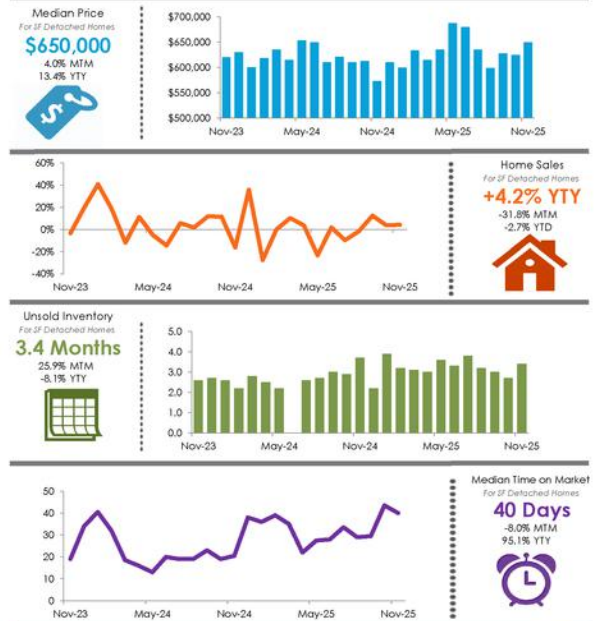 Median Price
For SF Detached Homes
$650,000
4.0% MTM
13.4% YTY
$
$700,000
$650,000
$600,000
$550,000
$500,000
Nov-23 May-24 Nov-24 May-25 Nov-25
60%
40%
20%
0%
-20%
-40%
Nov-23 May-24 Nov-24 May-25 Nov-25
Home Sales
For SF Detached Homes
+4.2% YTY
-31.8% MTM
-2.7% YTD
Unsold Inventory
For SF Detached Homes
3.4 Months
25.9% MTM
-8.1% YTY
5.0
4.0
3.0
2.0
1.0
0.0
Nov-23 May-24 Nov-24 May-25 Nov-25
50
40
30
20
10
0
Nov-23 May-24 Nov-24 May-25 Nov-25
Median Time on Market
For SF Detached Homes
40 Days
-8.0% MTM
95.1% YTY